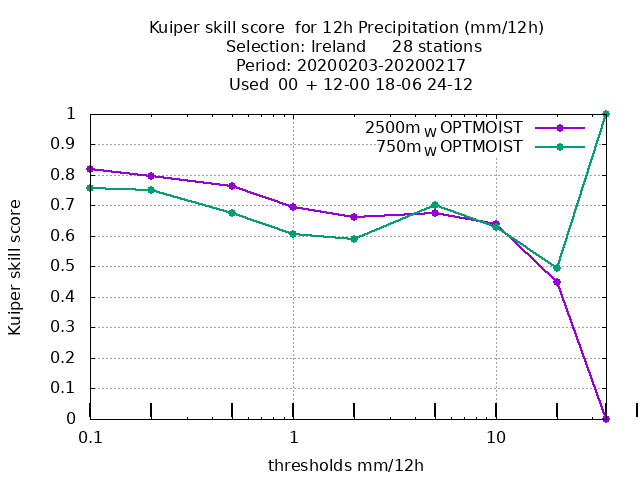 Kuiper skill score  for 12h Precipitation (mm/12h)
Selection: Ireland     28 stations
Period: 20200203-20200217
Used  00  + 12-00 18-06 24-12
2500m_W OPTMOIST
750m_W OPTMOIST
1
0.9
0.8
0.7
0.6
0.5
0.4
0.3
0.2
0.1
0
Kuiper skill score
0.1 1 10
thresholds mm/12h